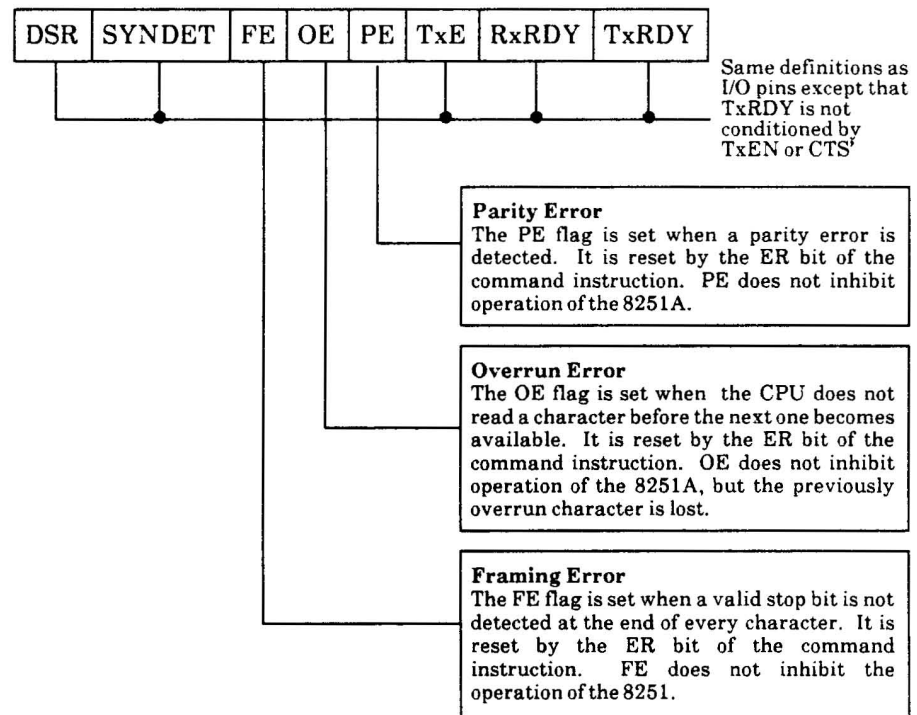 DSR SYNDET FE OE PE TxE RxRDY TxRDY
Same definitions as
I/O pins except that
TxRDY is not
conditioned by
TxEN or CTS'
Parity Error
The PE flag is set when a parity error is
detected. It is reset by the ER bit of the
command instruction. PE does not inhibit
operation of the 8251A.
Overrun Error
The OE flag is set when the CPU does not
read a character before the next one becomes
available. It is reset by the ER bit of the
command instruction. OE does not inhibit
operation of the 8251A, but the previously
overrun character is lost.
Framing Error
The FE flag is set when a valid stop bit is not
detected at the end of every character. It is
reset by the ER bit of the command
instruction. FE does not inhibit the
operation of the 8251.